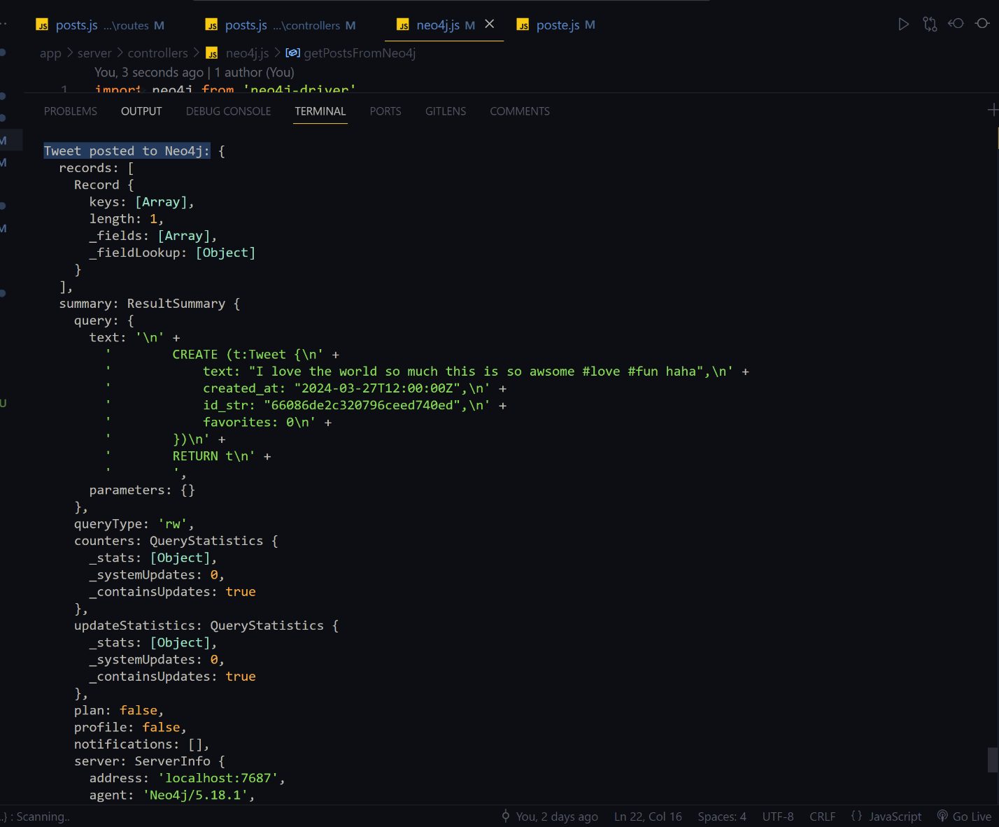 posts.js ...\routes M posts.js ...\controllers M neo4j.js M poste.js M
app > server > controllers > JS neo4j.js > getPostsFromNeo4j
You, 3 seconds ago | 1 author (You)
1 import neo4j from 'neo4j-driver'
PROBLEMS OUTPUT DEBUG CONSOLE TERMINAL PORTS GITLENS COMMENTS
Tweet posted to Neo4j: {
records: [
Record {
keys: [Array],
length: 1,
_fields: [Array],
_fieldLookup: [Object]
}
],
summary: ResultSummary {
query: {
text: '\n' +
' CREATE (t:Tweet {\n' +
' text: "I love the world so much this is so awsome #love #fun haha",\n' +
' created_at: "2024-03-27T12:00:00Z",\n' +
' id_str: "66086de2c320796ceed740ed",\n' +
' favorites: 0\n' +
' })\n' +
' RETURN t\n' +
' ',
parameters: {}
},
queryType: 'rw',
counters: QueryStatistics {
_stats: [Object],
_systemUpdates: 0,
_containsUpdates: true
},
updateStatistics: QueryStatistics {
_stats: [Object],
_systemUpdates: 0,
_containsUpdates: true
},
plan: false,
profile: false,
notifications: [],
server: ServerInfo {
address: 'localhost:7687',
agent: 'Neo4j/5.18.1',
..} : Scanning.. You, 2 days ago Ln 22, Col 16 Spaces: 4 UTF-8 CRLF {} JavaScript Go Live